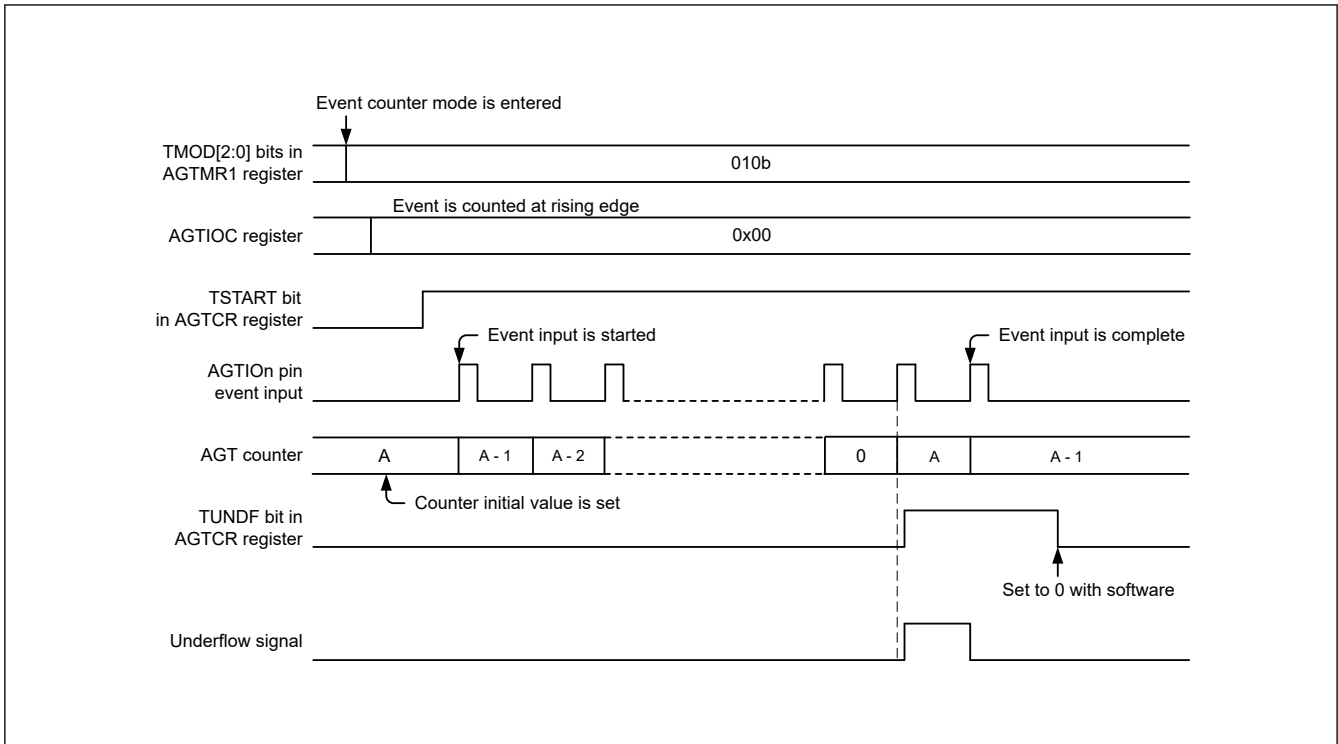 Event counter mode is entered
TMOD[2:0] bits in
AGTMR1 register
010b
Event is counted at rising edge
AGTIOC register
0x00
TSTART bit
in AGTCR register
Event input is started
Event input is complete
AGTIOn pin
event input
AGT counter
A
A - 1
A - 2
0
A
A - 1
Counter initial value is set
TUNDF bit in
AGTCR register
Set to 0 with software
Underflow signal